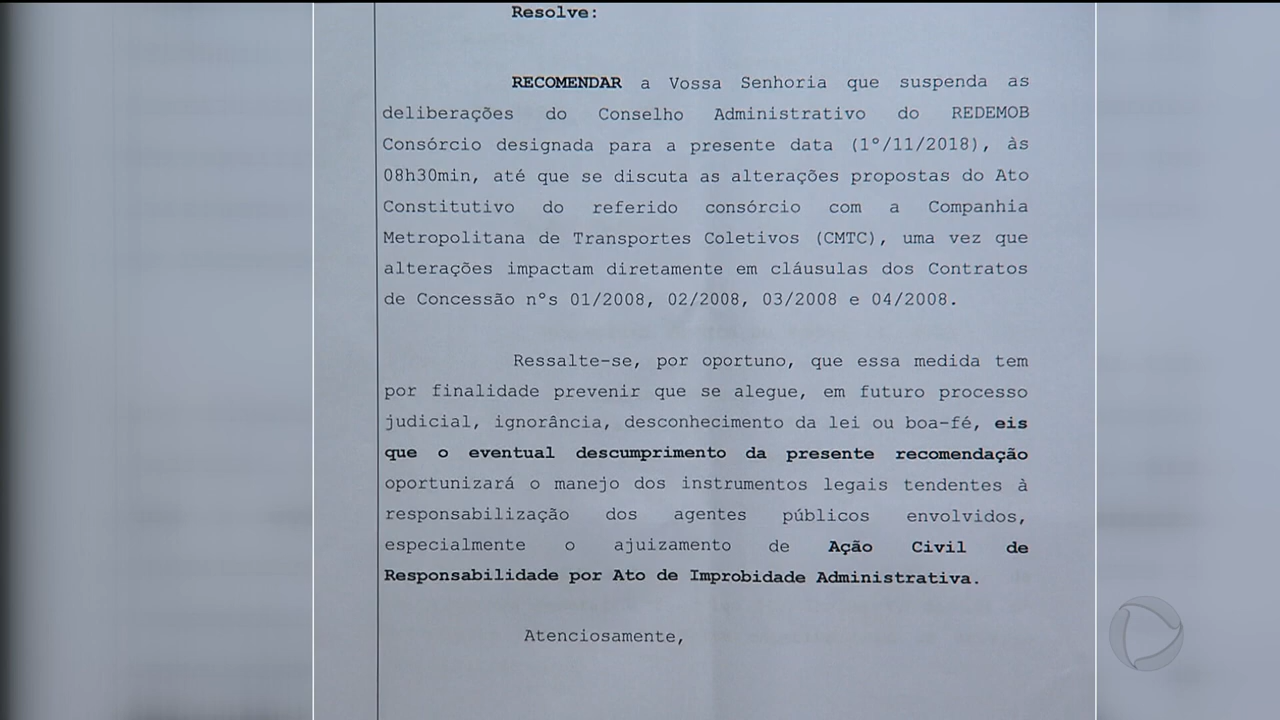 Resolve:
RECOMENDAR a Vossa Senhoria que suspenda as
deliberações do Conselho Administrativo do REDEMOB
Consórcio designada para a presente data (1º/11/2018), às
08h30min, até que se discuta as alterações propostas do Ato
Constitutivo do referido consórcio com a Companhia
Metropolitana de Transportes Coletivos (CMTC), uma vez que
alterações impactam diretamente em cláusulas dos Contratos
de Concessão nºs 01/2008, 02/2008, 03/2008 e 04/2008.
Ressalte-se, por oportuno, que essa medida tem
por finalidade prevenir que se alegue, em futuro processo
judicial, ignorância, desconhecimento da lei ou boa-fé, eis
que o eventual descumprimento da presente recomendação
oportunizará o manejo dos instrumentos legais tendentes à
responsabilização dos agentes públicos envolvidos,
especialmente o ajuizamento de Ação Civil de
Responsabilidade por Ato de Improbidade Administrativa.
Atenciosamente,